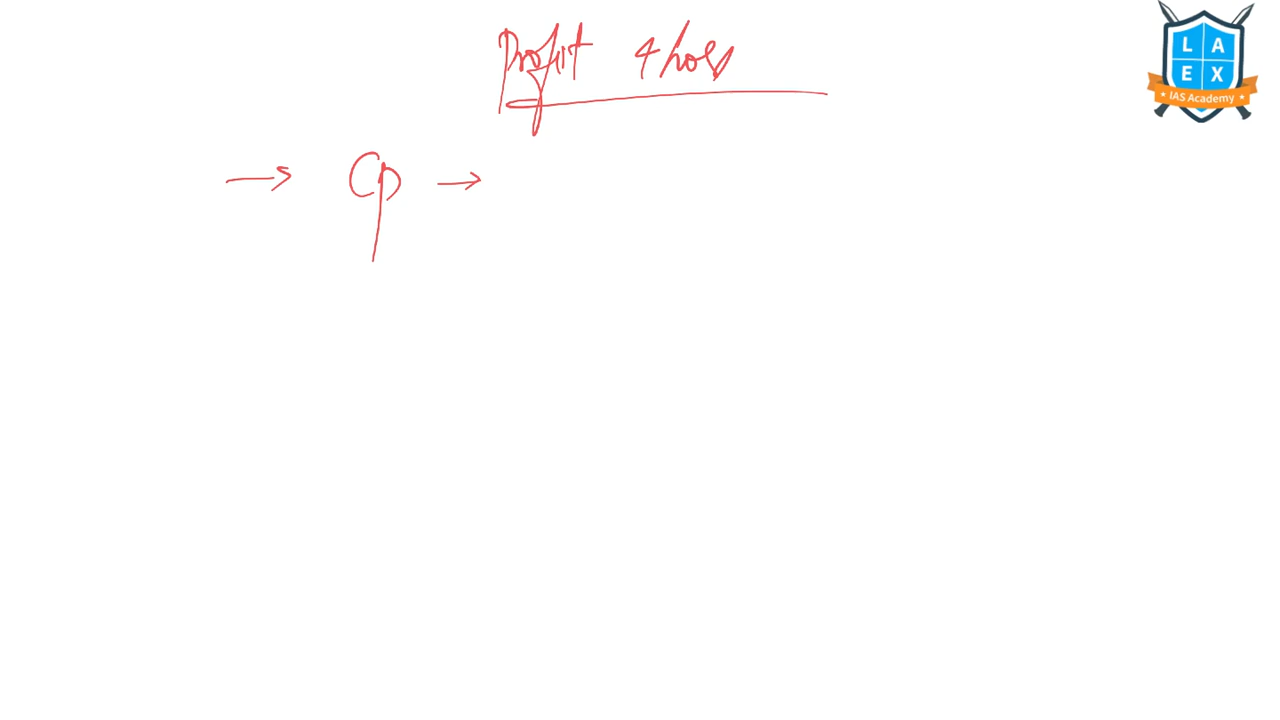 Profit & loss
→ CP →
L A
E X
IAS Academy